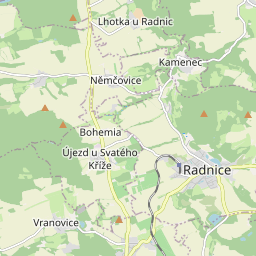 Lhotka u Radnic
Kamenec
Němčovice
Bohemia
Újezd u Svatého
Kříže
Radnice
Vranovice